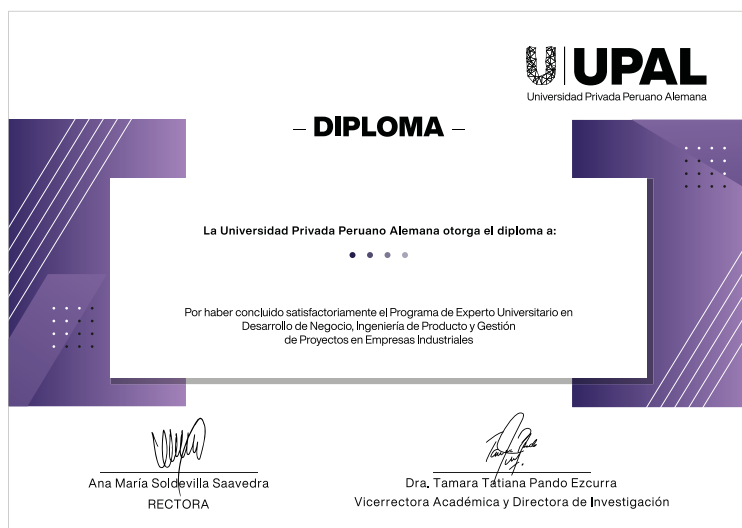 UPAL
Universidad Privada Peruano Alemana
– DIPLOMA –
La Universidad Privada Peruano Alemana otorga el diploma a:
Por haber concluido satisfactoriamente el Programa de Experto Universitario en
Desarrollo de Negocio, Ingeniería de Producto y Gestión
de Proyectos en Empresas Industriales
Ana María Soldevilla Saavedra
RECTORA
Dra. Tamara Tatiana Pando Ezcurra
Vicerrectora Académica y Directora de Investigación